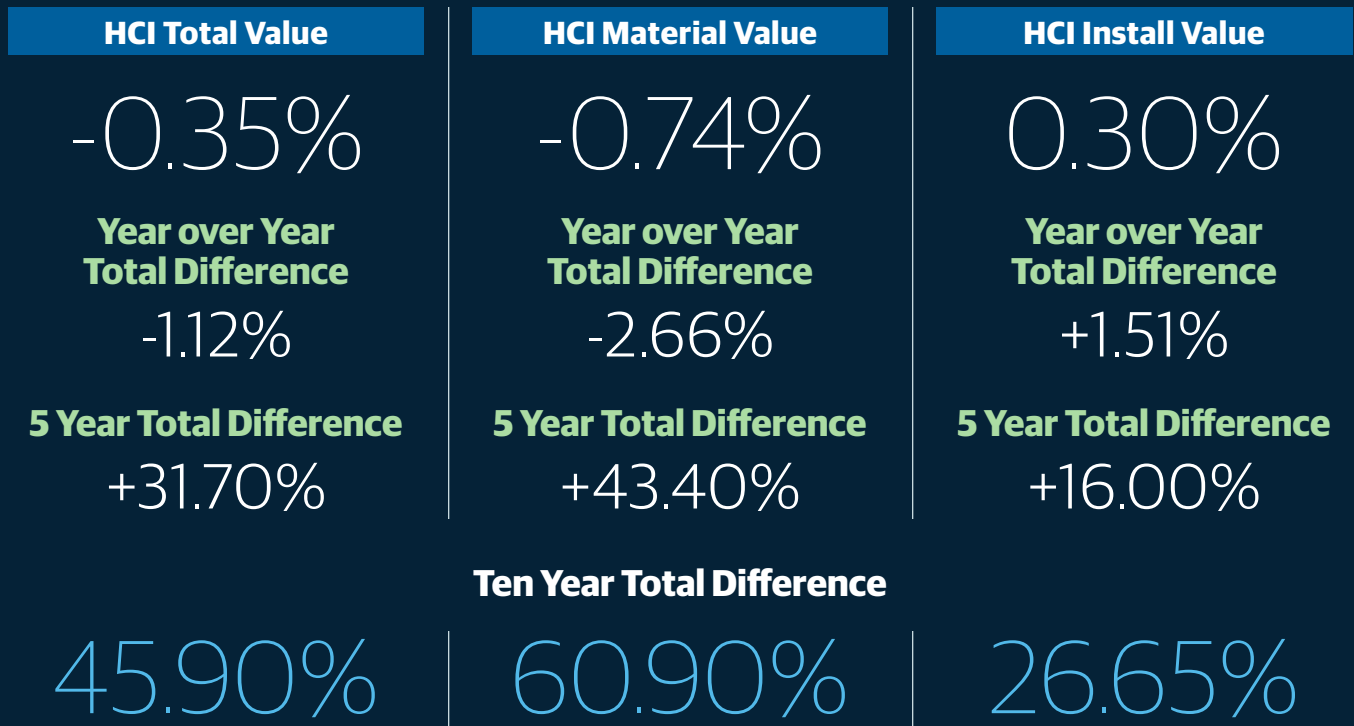 HCI Total Value
-0.35%
Year over Year
Total Difference
-1.12%
5 Year Total Difference
+31.70%
HCI Material Value
-0.74%
Year over Year
Total Difference
-2.66%
5 Year Total Difference
+43.40%
HCI Install Value
0.30%
Year over Year
Total Difference
+1.51%
5 Year Total Difference
+16.00%
Ten Year Total Difference
45.90%
60.90%
26.65%